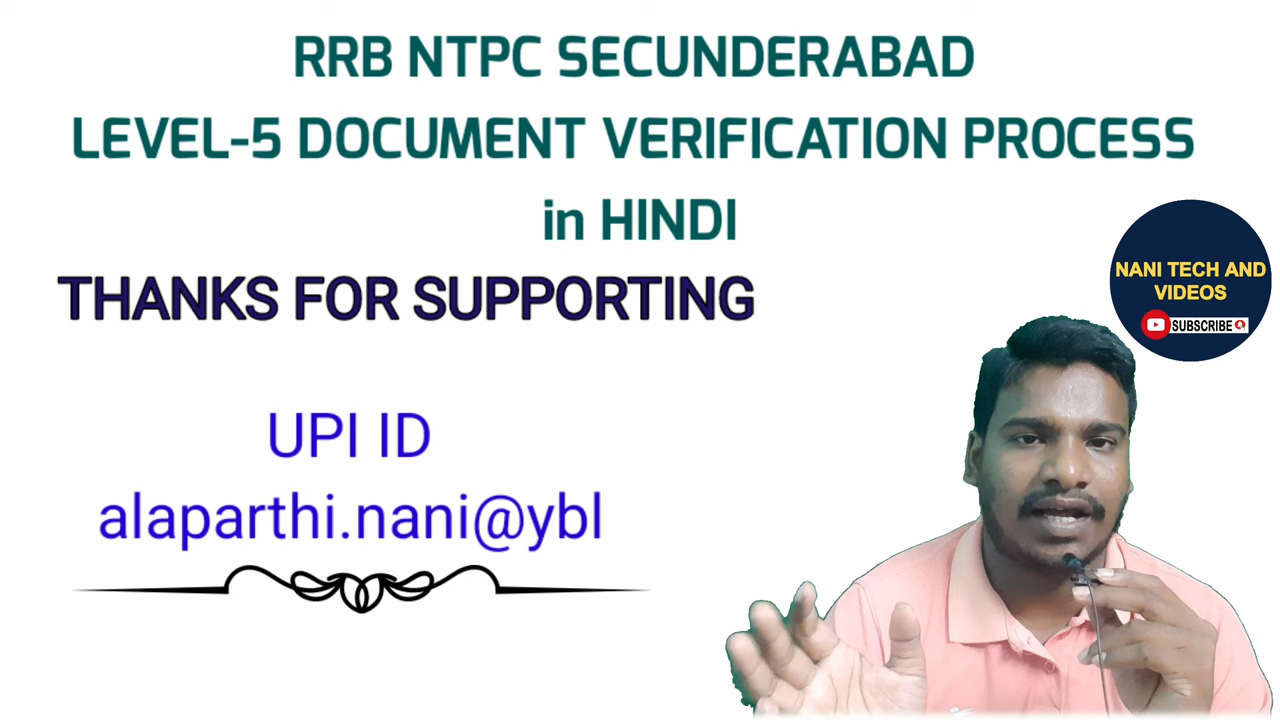 RRB NTPC SECUNDERABAD
LEVEL-5 DOCUMENT VERIFICATION PROCESS
in HINDI
THANKS FOR SUPPORTING
NANI TECH AND
VIDEOS
SUBSCRIBE
UPI ID
alaparthi.nani@ybl